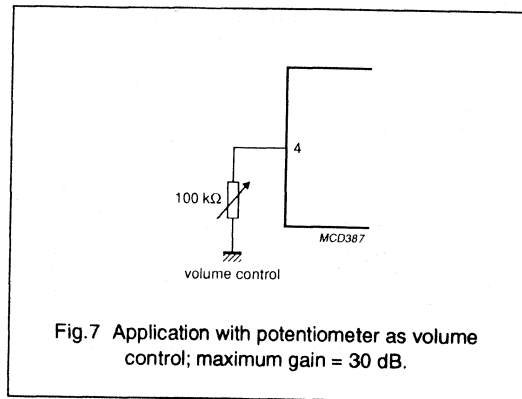 4
100 kΩ
MCD387
volume control
Fig.7 Application with potentiometer as volume
control; maximum gain = 30 dB.